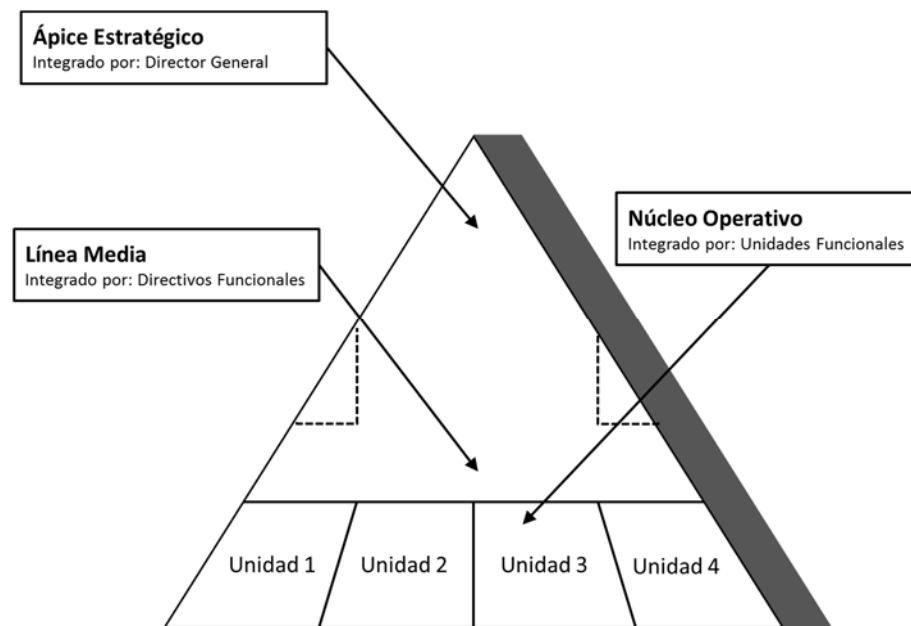 Ápice Estratégico
Integrado por: Director General
Línea Media
Integrado por: Directivos Funcionales
Núcleo Operativo
Integrado por: Unidades Funcionales
Unidad 1
Unidad 2
Unidad 3
Unidad 4